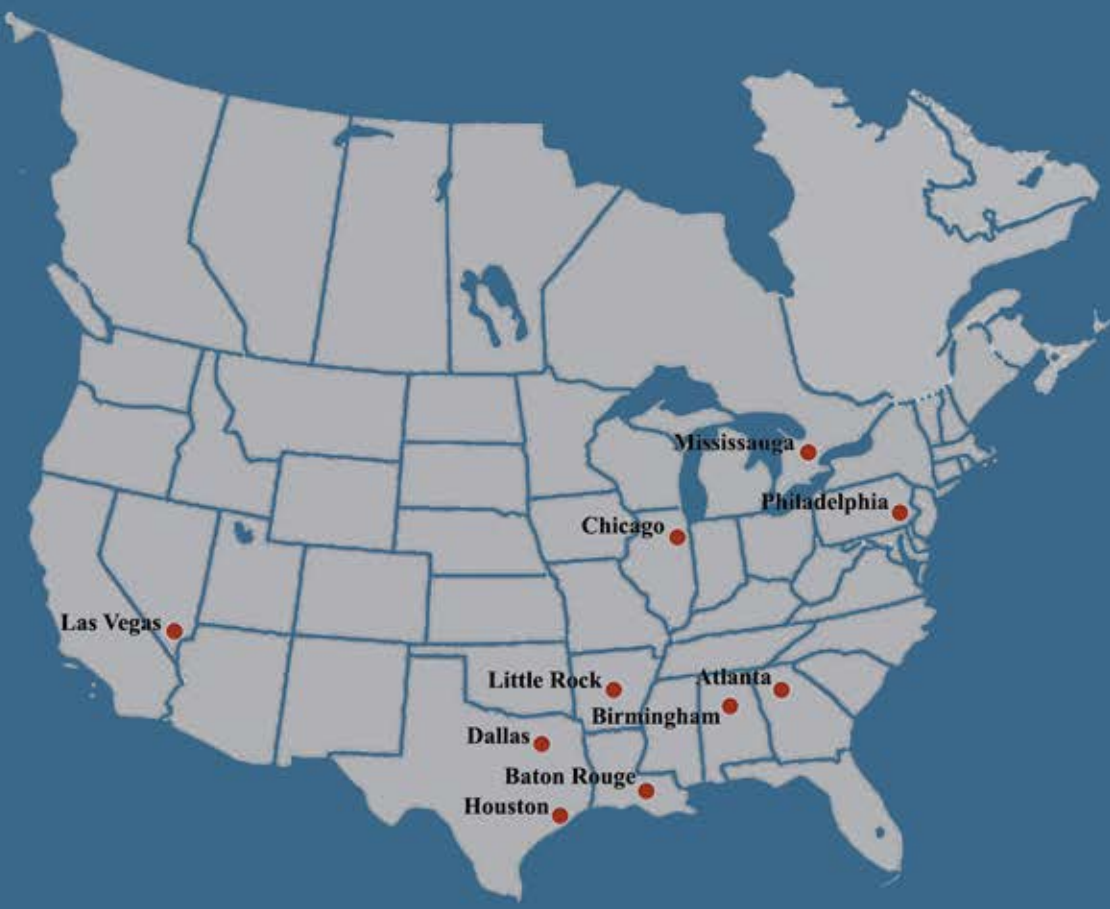 Mississauga
Philadelphia
Chicago
Las Vegas
Little Rock
Atlanta
Birmingham
Dallas
Baton Rouge
Houston